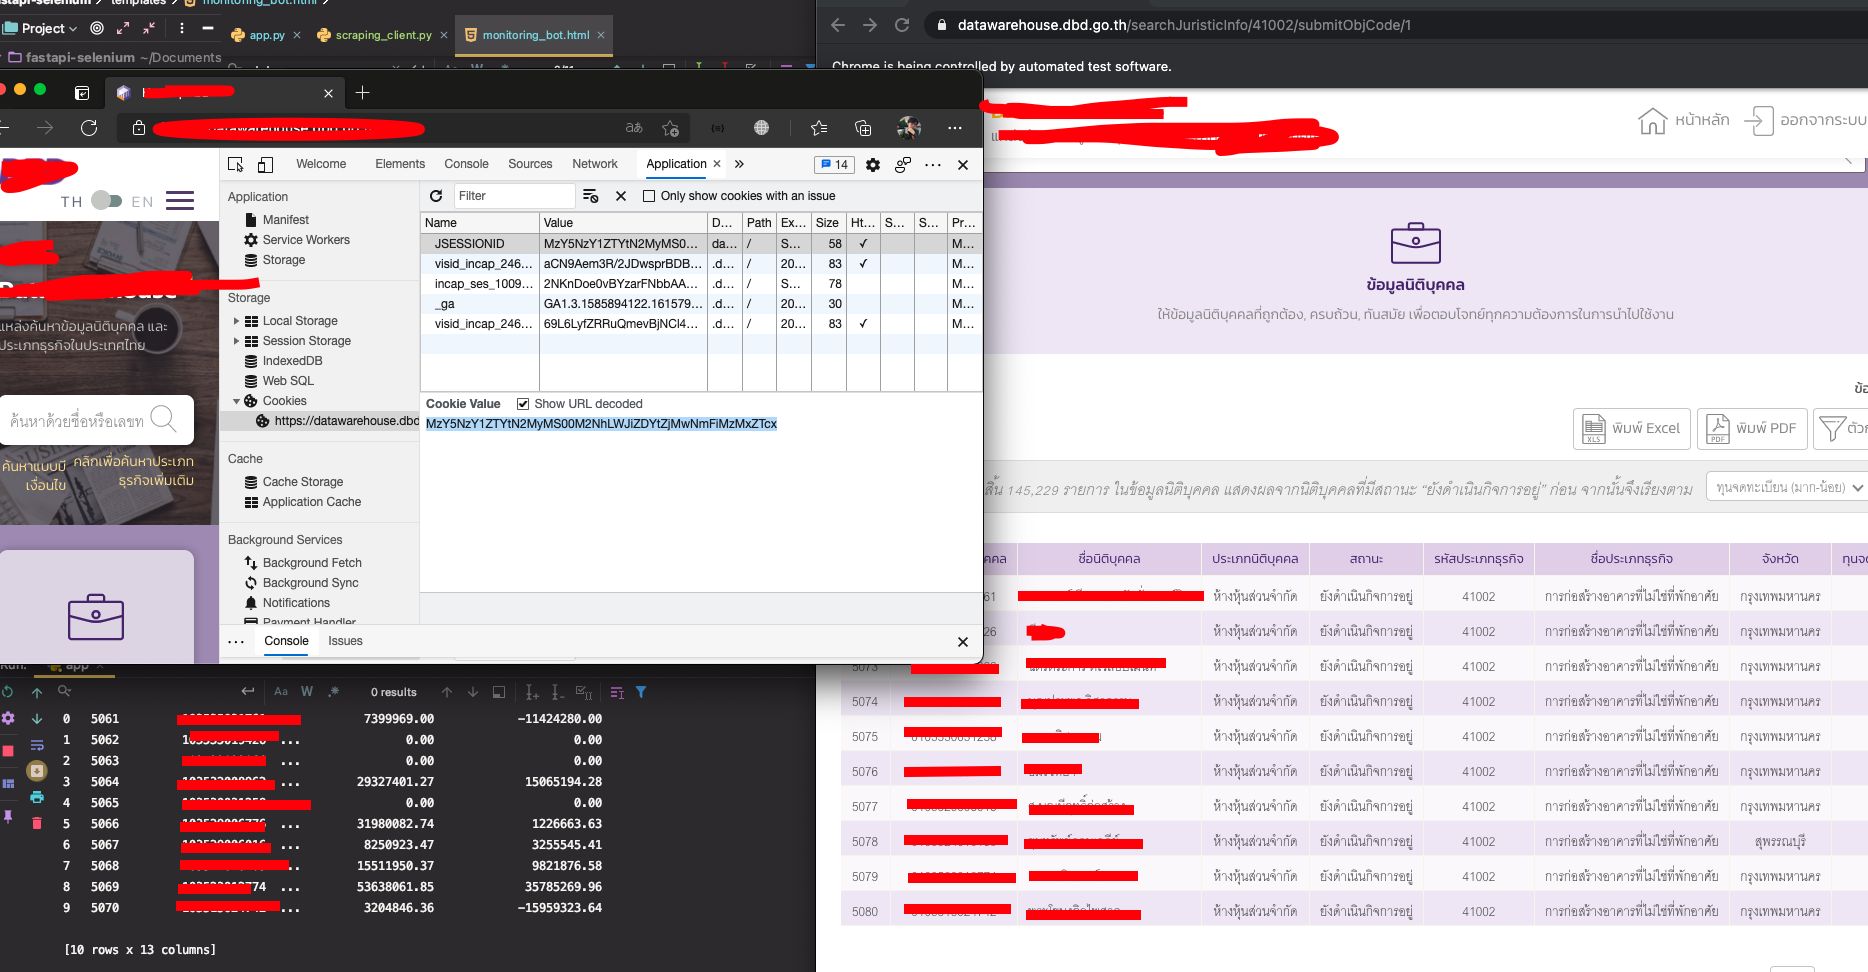 fastapi-selenium
templates
monitoring_bot.html
Project
app.py
scraping_client.py
monitoring_bot.html
fastapi-selenium ~/Documents
datawarehouse.dbd.go.th/searchJuristicInfo/41002/submitObjCode/1
Chrome is being controlled by automated test software.
หน้าหลัก
ออกจากระบบ
TH EN
แหล่งค้นหาข้อมูลนิติบุคคล และ
ประเภทธุรกิจในประเทศไทย
ค้นหาด้วยชื่อหรือเลขท
ค้นหาแบบมี
เงื่อนไข
คลิกเพื่อค้นหาประเภท
ธุรกิจเพิ่มเติม
Welcome Elements Console Sources Network Application 14
Application
Manifest
Service Workers
Storage
Storage
Local Storage
Session Storage
IndexedDB
Web SQL
Cookies
https://datawarehouse.dbd
Cache
Cache Storage
Application Cache
Background Services
Background Fetch
Background Sync
Notifications
Payment Handler
Filter
Only show cookies with an issue
Name Value D... Path Ex... Size Ht... S... S... Pr...
JSESSIONID MzY5NzY1ZTYtN2MyMS0... da... / S... 58 ✓ M...
visid_incap_246... aCN9Aem3R/2JDwsprBDB... .d... / 20... 83 ✓ M...
incap_ses_1009... 2NKnDoe0vBYzarFNbbAA... .d... / S... 78 M...
_ga GA1.3.1585894122.161579... .d... / 20... 30 M...
visid_incap_246... 69L6LyfZRRuQmevBjNCl4... .d... / 20... 83 ✓ M...
Cookie Value Show URL decoded
MzY5NzY1ZTYtN2MyMS00M2NhLWJiZDYtZjMwNmFiMzMxZTcx
Console Issues
Run: app
Aa W .* 0 results
0 5061 7399969.00 -11424280.00
1 5062 ... 0.00 0.00
2 5063 ... 0.00 0.00
3 5064 ... 29327401.27 15065194.28
4 5065 0.00 0.00
5 5066 ... 31980082.74 1226663.63
6 5067 ... 8250923.47 3255545.41
7 5068 ... 15511950.37 9821876.58
8 5069 774 ... 53638061.85 35785269.96
9 5070 ... 3204846.36 -15959323.64
[10 rows x 13 columns]
ข้อมูลนิติบุคคล
ให้ข้อมูลนิติบุคคลที่ถูกต้อง, ครบถ้วน, ทันสมัย เพื่อตอบโจทย์ทุกความต้องการในการนำไปใช้งาน
XLS พิมพ์ Excel
PDF พิมพ์ PDF
สิ้น 145,229 รายการ ในข้อมูลนิติบุคคล แสดงผลจากนิติบุคคลที่มีสถานะ "ยังดำเนินกิจการอยู่" ก่อน จากนั้นจึงเรียงตาม
ทุนจดทะเบียน (มาก-น้อย)
คคล ชื่อนิติบุคคล ประเภทนิติบุคคล สถานะ รหัสประเภทธุรกิจ ชื่อประเภทธุรกิจ จังหวัด ทุนจด
61 ห้างหุ้นส่วนจำกัด ยังดำเนินกิจการอยู่ 41002 การก่อสร้างอาคารที่ไม่ใช่ที่พักอาศัย กรุงเทพมหานคร
26 ห้างหุ้นส่วนจำกัด ยังดำเนินกิจการอยู่ 41002 การก่อสร้างอาคารที่ไม่ใช่ที่พักอาศัย กรุงเทพมหานคร
5073 ห้างหุ้นส่วนจำกัด ยังดำเนินกิจการอยู่ 41002 การก่อสร้างอาคารที่ไม่ใช่ที่พักอาศัย กรุงเทพมหานคร
5074 ห้างหุ้นส่วนจำกัด ยังดำเนินกิจการอยู่ 41002 การก่อสร้างอาคารที่ไม่ใช่ที่พักอาศัย กรุงเทพมหานคร
5075 ห้างหุ้นส่วนจำกัด ยังดำเนินกิจการอยู่ 41002 การก่อสร้างอาคารที่ไม่ใช่ที่พักอาศัย กรุงเทพมหานคร
5076 ห้างหุ้นส่วนจำกัด ยังดำเนินกิจการอยู่ 41002 การก่อสร้างอาคารที่ไม่ใช่ที่พักอาศัย กรุงเทพมหานคร
5077 ห้างหุ้นส่วนจำกัด ยังดำเนินกิจการอยู่ 41002 การก่อสร้างอาคารที่ไม่ใช่ที่พักอาศัย กรุงเทพมหานคร
5078 ห้างหุ้นส่วนจำกัด ยังดำเนินกิจการอยู่ 41002 การก่อสร้างอาคารที่ไม่ใช่ที่พักอาศัย สุพรรณบุรี
5079 ห้างหุ้นส่วนจำกัด ยังดำเนินกิจการอยู่ 41002 การก่อสร้างอาคารที่ไม่ใช่ที่พักอาศัย กรุงเทพมหานคร
5080 ห้างหุ้นส่วนจำกัด ยังดำเนินกิจการอยู่ 41002 การก่อสร้างอาคารที่ไม่ใช่ที่พักอาศัย กรุงเทพมหานคร